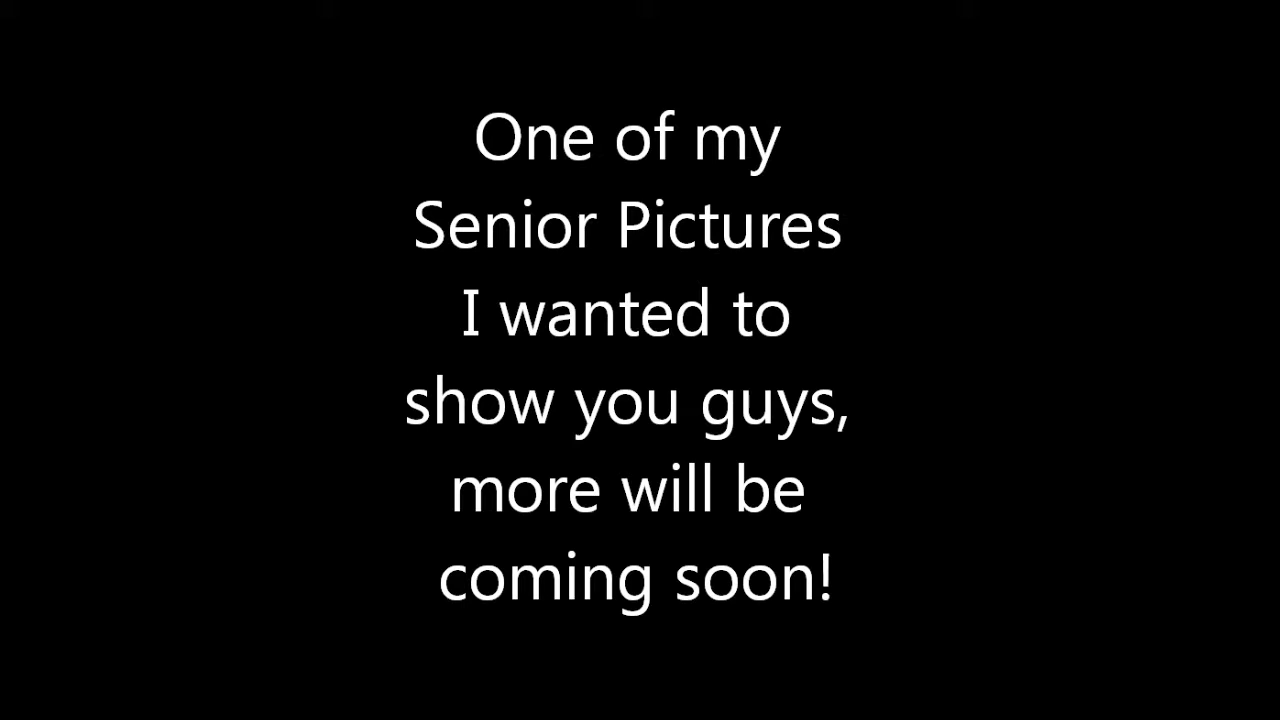 One of my
Senior Pictures
I wanted to
show you guys,
more will be
coming soon!